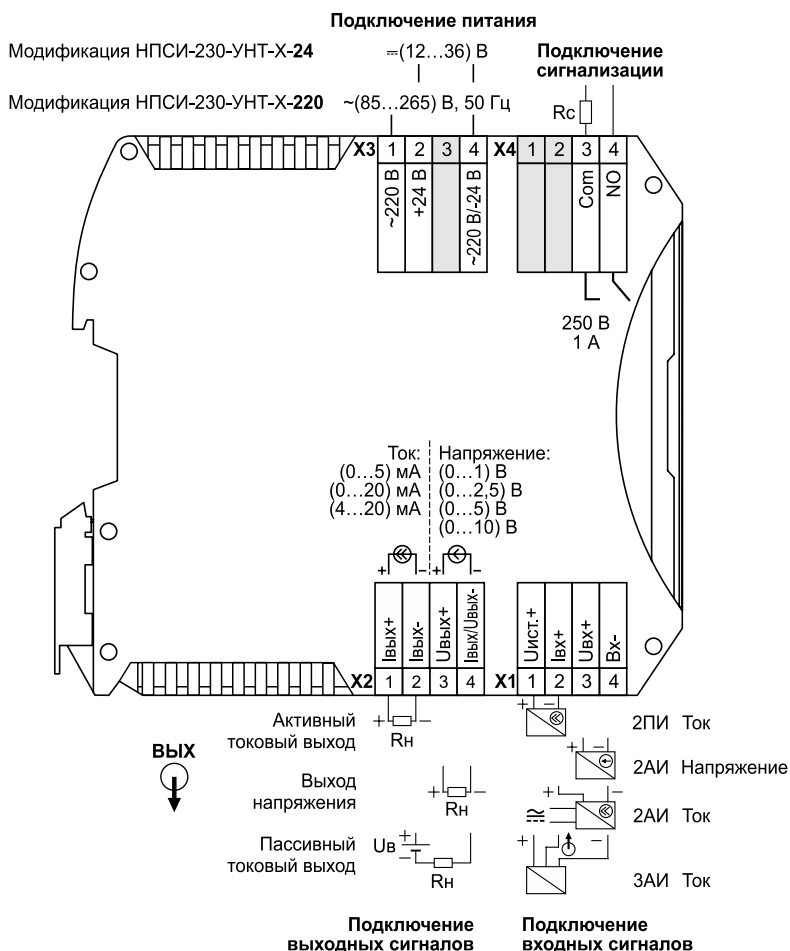 Подключение питания
Модификация НПСИ-230-УНТ-Х-24 ⎓(12...36) В
Подключение
сигнализации
Модификация НПСИ-230-УНТ-Х-220 ~(85...265) В, 50 Гц
Rc
X3 1 2 3 4 X4 1 2 3 4
~220 В
+24 В
~220 В/-24 В
Com
NO
250 В
1 А
Ток: Напряжение:
(0...5) мА (0...1) В
(0...20) мА (0...2,5) В
(4...20) мА (0...5) В
(0...10) В
+ - + -
Iвых+
Iвых-
Uвых+
Iвых/Uвых-
Uист.+
Iвх+
Uвх+
Вх-
X2 1 2 3 4 X1 1 2 3 4
Активный
токовый выход
+ -
Rн
+ -
2ПИ Ток
ВЫХ
+ -
2АИ Напряжение
Выход
напряжения
+ -
Rн
+ -
≅
2АИ Ток
Пассивный
токовый выход
Uв + -
Rн
+ -
3АИ Ток
Подключение
выходных сигналов
Подключение
входных сигналов